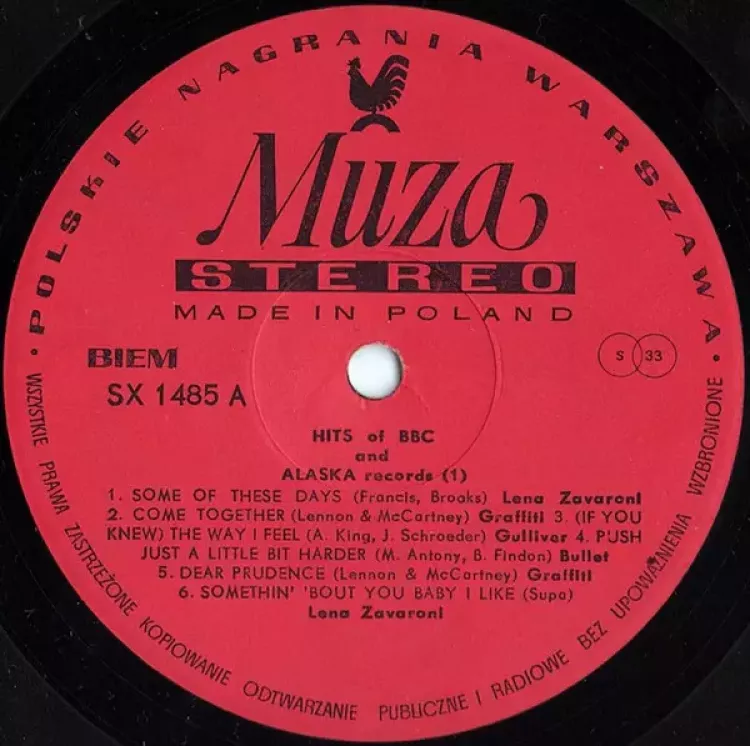 • POLSKIE NAGRANIA WARSZAWA •
Muza
STEREO
MADE IN POLAND
BIEM
SX 1485 A
S 33
HITS of BBC
and
ALASKA records (1)
1. SOME OF THESE DAYS (Francis, Brooks) Lena Zavaroni
2. COME TOGETHER (Lennon & McCartney) Graffiti 3. (IF YOU
KNEW) THE WAY I FEEL (A. King, J. Schroeder) Gulliver 4. PUSH
JUST A LITTLE BIT HARDER (M. Antony, B. Findon) Bullet
5. DEAR PRUDENCE (Lennon & McCartney) Graffiti
6. SOMETHIN' 'BOUT YOU BABY I LIKE (Supa)
Lena Zavaroni
WSZYSTKIE PRAWA ZASTRZEŻONE KOPIOWANIE ODTWARZANIE PUBLICZNE I RADIOWE BEZ UPOWAŻNIENIA WZBRONIONE